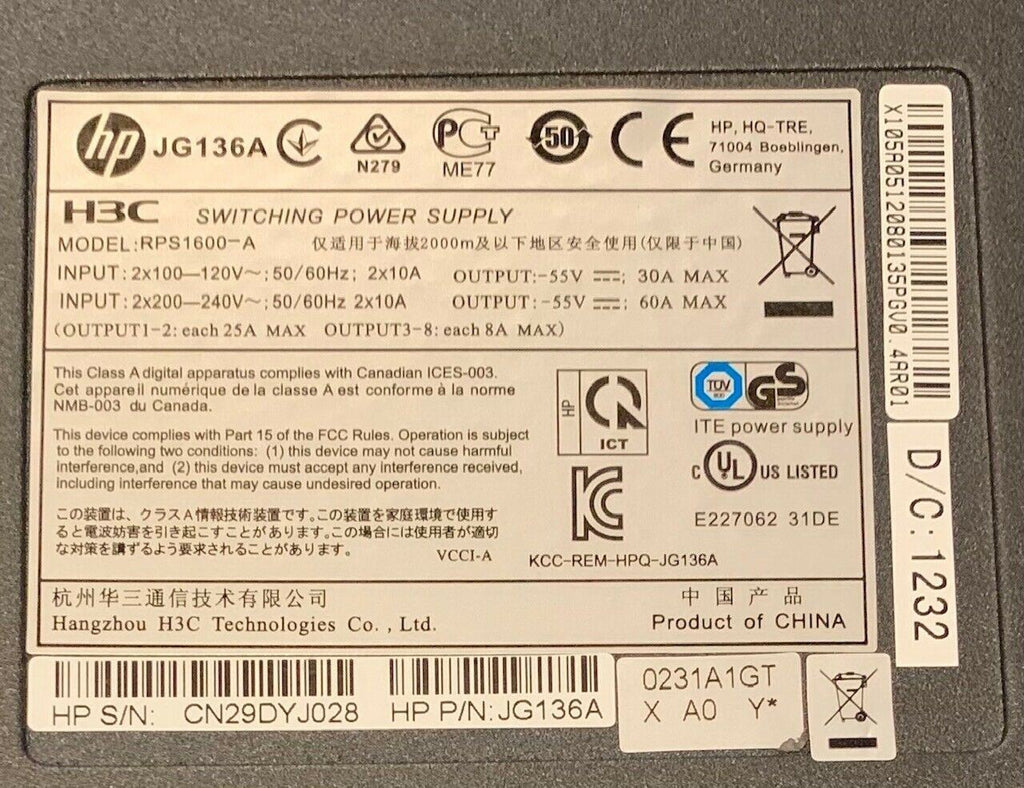 hp JG136A
N279
PCT
ME77
50
CE
HP, HQ-TRE,
71004 Boeblingen,
Germany
H3C SWITCHING POWER SUPPLY
MODEL:RPS1600-A 仅适用于海拔2000m及以下地区安全使用(仅限于中国)
INPUT: 2x100—120V～; 50/60Hz; 2x10A OUTPUT:-55V ⎓; 30A MAX
INPUT: 2x200—240V～; 50/60Hz 2x10A OUTPUT:-55V ⎓; 60A MAX
(OUTPUT1-2: each 25A MAX OUTPUT3-8: each 8A MAX)
This Class A digital apparatus complies with Canadian ICES-003.
Cet appareil numérique de la classe A est conforme à la norme
NMB-003 du Canada.
This device complies with Part 15 of the FCC Rules. Operation is subject
to the following two conditions: (1) this device may not cause harmful
interference,and (2) this device must accept any interference received,
including interference that may cause undesired operation.
この装置は、クラスA情報技術装置です。この装置を家庭環境で使用す
ると電波妨害を引き起こすことがあります。この場合には使用者が適切
な対策を講ずるよう要求されることがあります。
VCCI-A
HP
ICT
KCC-REM-HPQ-JG136A
TÜV
GS
ITE power supply
C UL US LISTED
E227062 31DE
杭州华三通信技术有限公司
Hangzhou H3C Technologies Co., Ltd.
中国产品
Product of CHINA
HP S/N: CN29DYJ028
HP P/N: JG136A
0231A1GT
X A0 Y*
X105A05120B0135PGV0.4AR01
D/C:1232